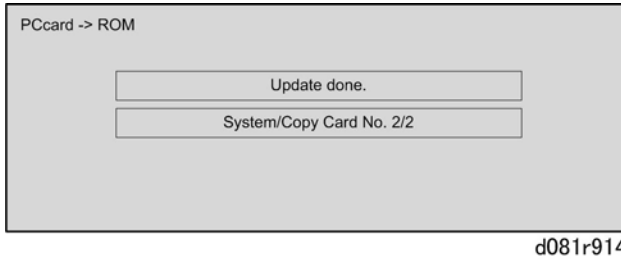 PCcard -> ROM
Update done.
System/Copy Card No. 2/2
d081r914